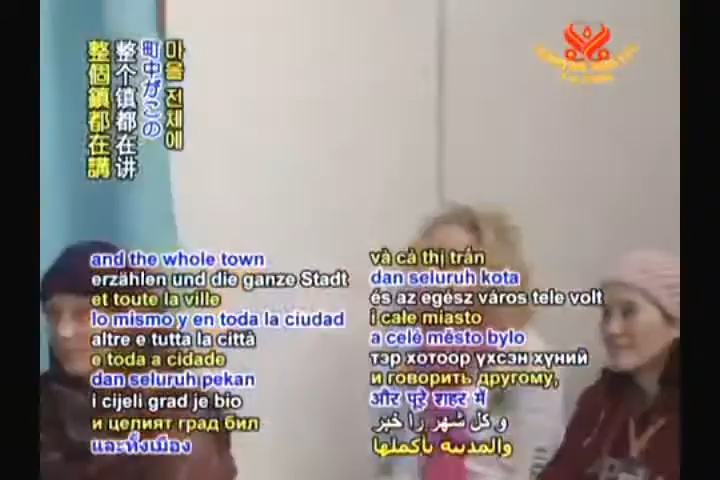 마을 전체에
町中がこの
整个镇都在讲
整個鎮都在講
and the whole town
erzählen und die ganze Stadt
et toute la ville
lo mismo y en toda la ciudad
altre e tutta la città
e toda a cidade
dan seluruh pekan
i cijeli grad je bio
и целият град бил
และทั้งเมือง
và cả thị trấn
dan seluruh kota
és az egész város tele volt
i całe miasto
a celé město bylo
тэр хотоор үхсэн хүний
и говорить другому,
और पूरे शहर में
و کل شهر را خبر
والمدينة بأكملها